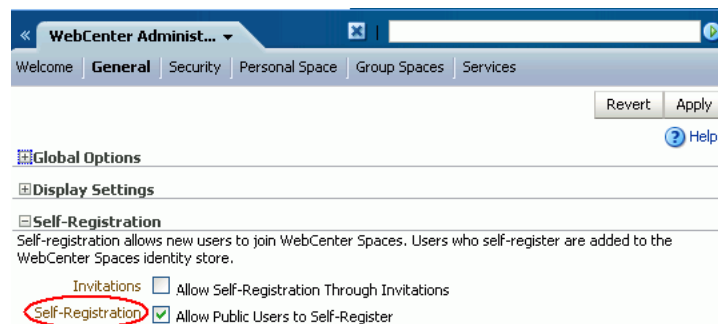 « WebCenter Administ...
Welcome General Security Personal Space Group Spaces Services
Revert Apply
? Help
Global Options
Display Settings
Self-Registration
Self-registration allows new users to join WebCenter Spaces. Users who self-register are added to the
WebCenter Spaces identity store.
Invitations Allow Self-Registration Through Invitations
Self-Registration Allow Public Users to Self-Register